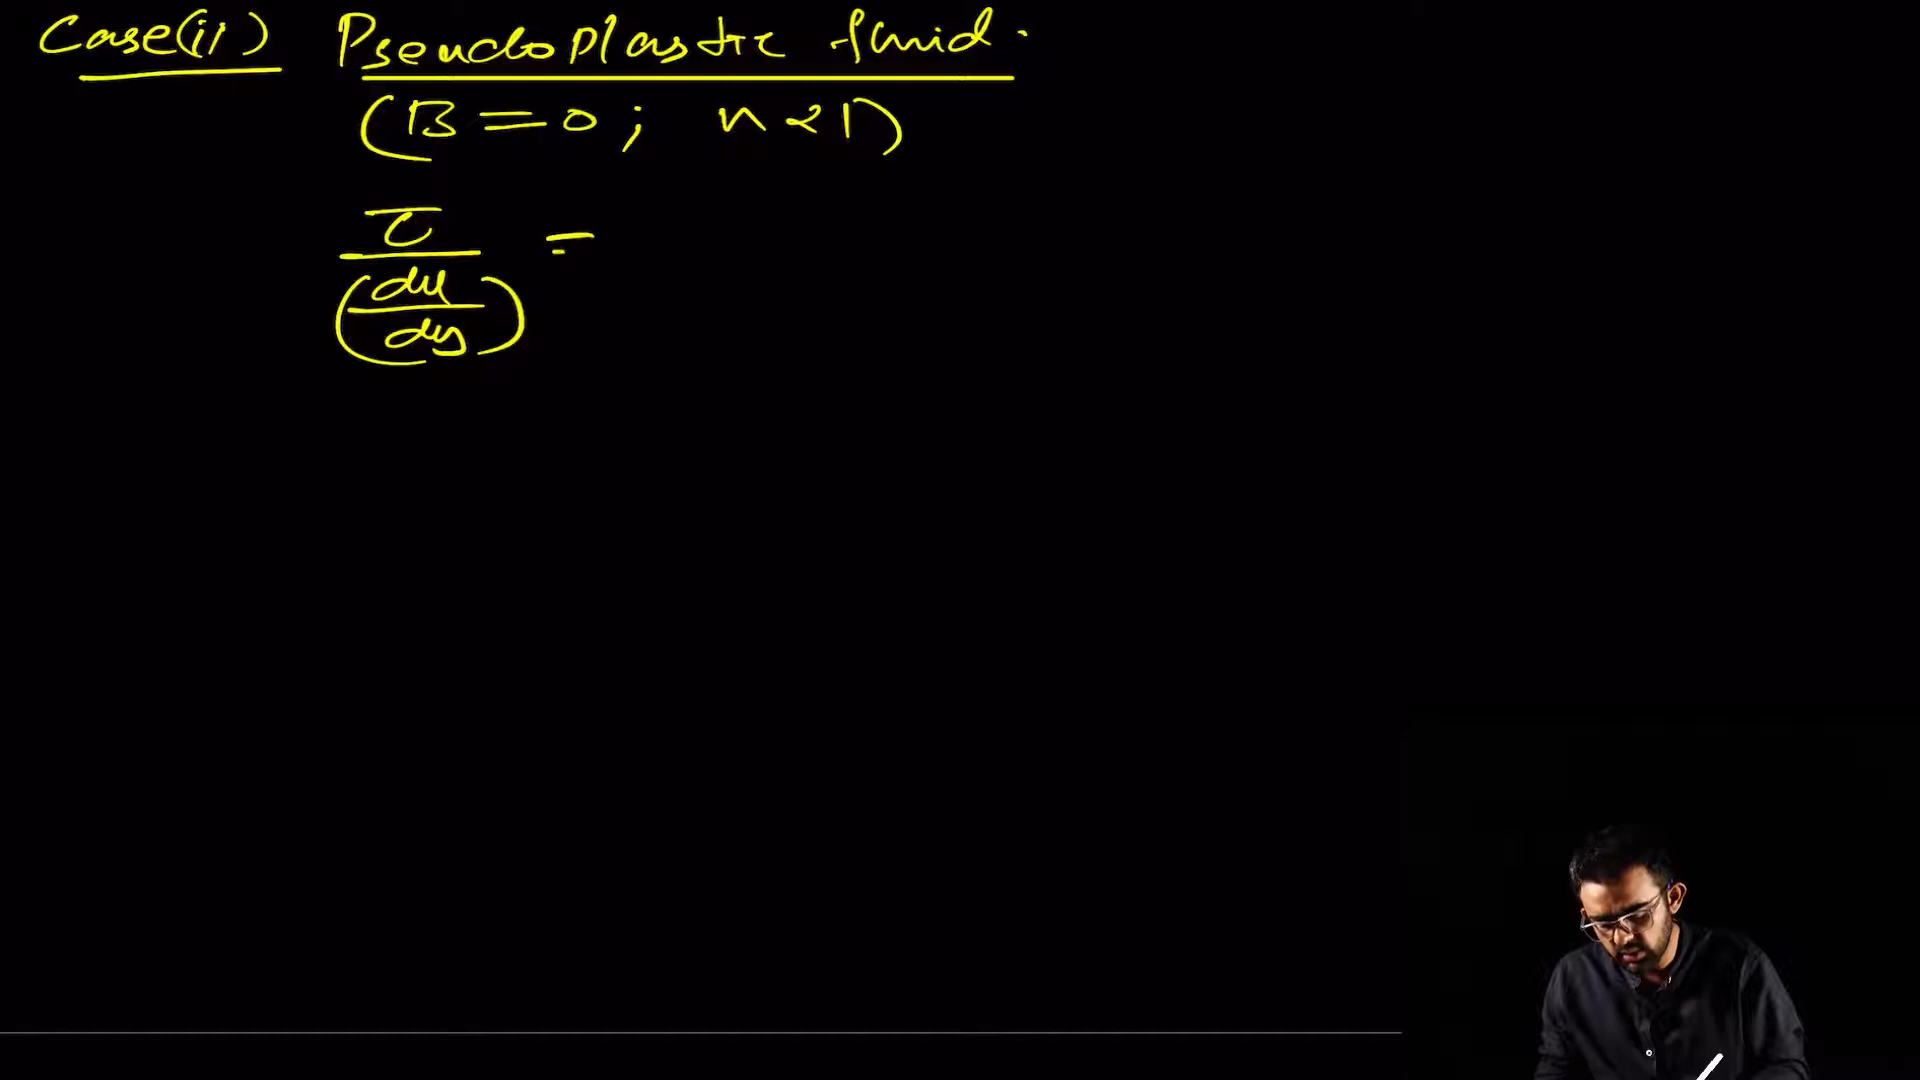 Case(ii) Pseudoplastic fluid.
(B = 0 ; n < 1)
τ / (du/dy) =